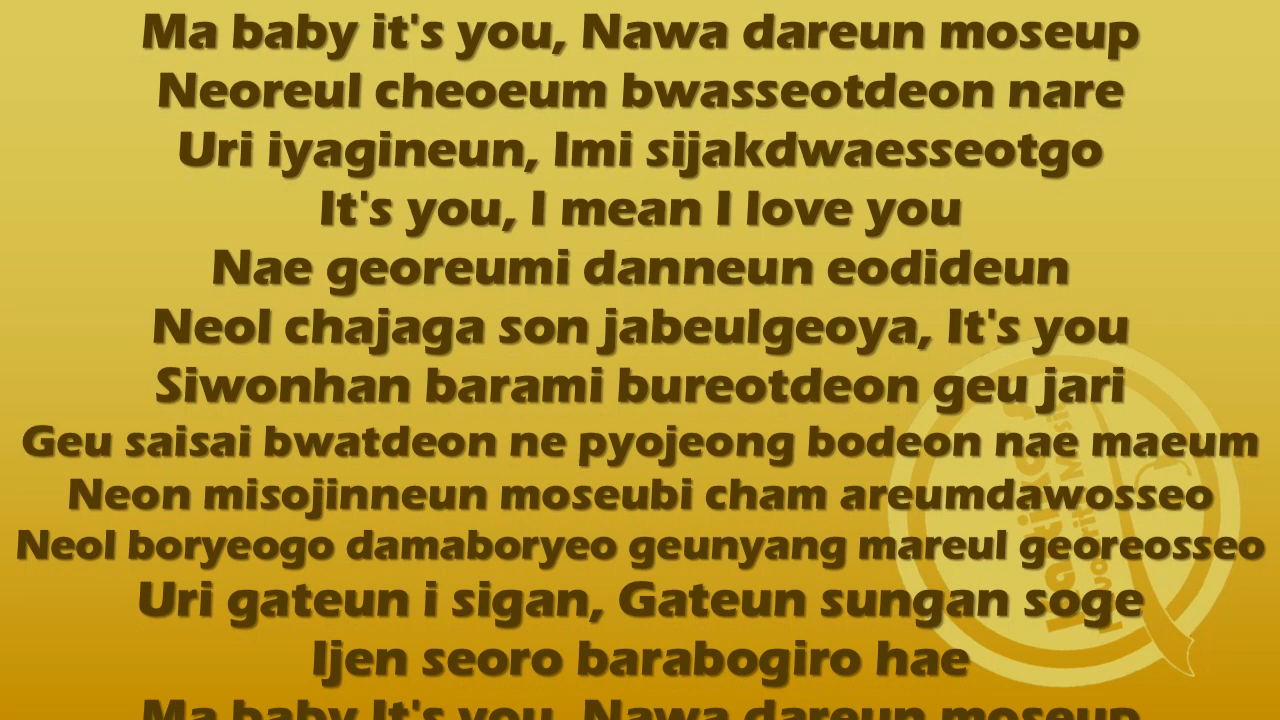 Ma baby it's you, Nawa dareun moseup
Neoreul cheoeum bwasseotdeon nare
Uri iyagineun, Imi sijakdwaesseotgo
It's you, I mean I love you
Nae georeumi danneun eodideun
Neol chajaga son jabeulgeoya, It's you
Siwonhan barami bureotdeon geu jari
Geu saisai bwatdeon ne pyojeong bodeon nae maeum
Neon misojinneun moseubi cham areumdawosseo
Neol boryeogo damaboryeo geunyang mareul georeosseo
Uri gateun i sigan, Gateun sungan soge
Ijen seoro barabogiro hae
Ma baby It's you, Nawa dareun moseup